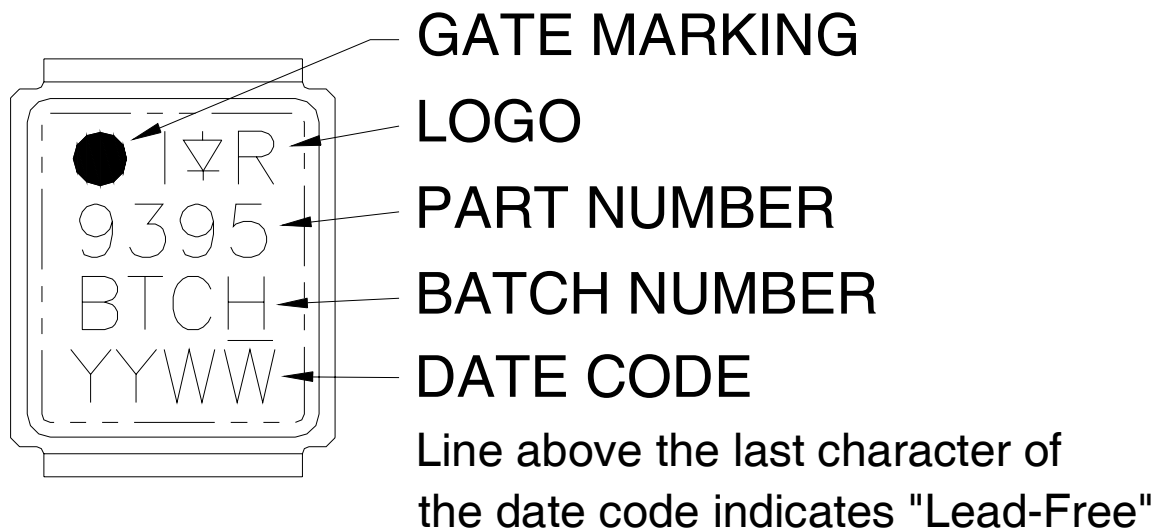 GATE MARKING
I R
LOGO
9395
PART NUMBER
BTCH
BATCH NUMBER
YYWW
DATE CODE
Line above the last character of
the date code indicates "Lead-Free"